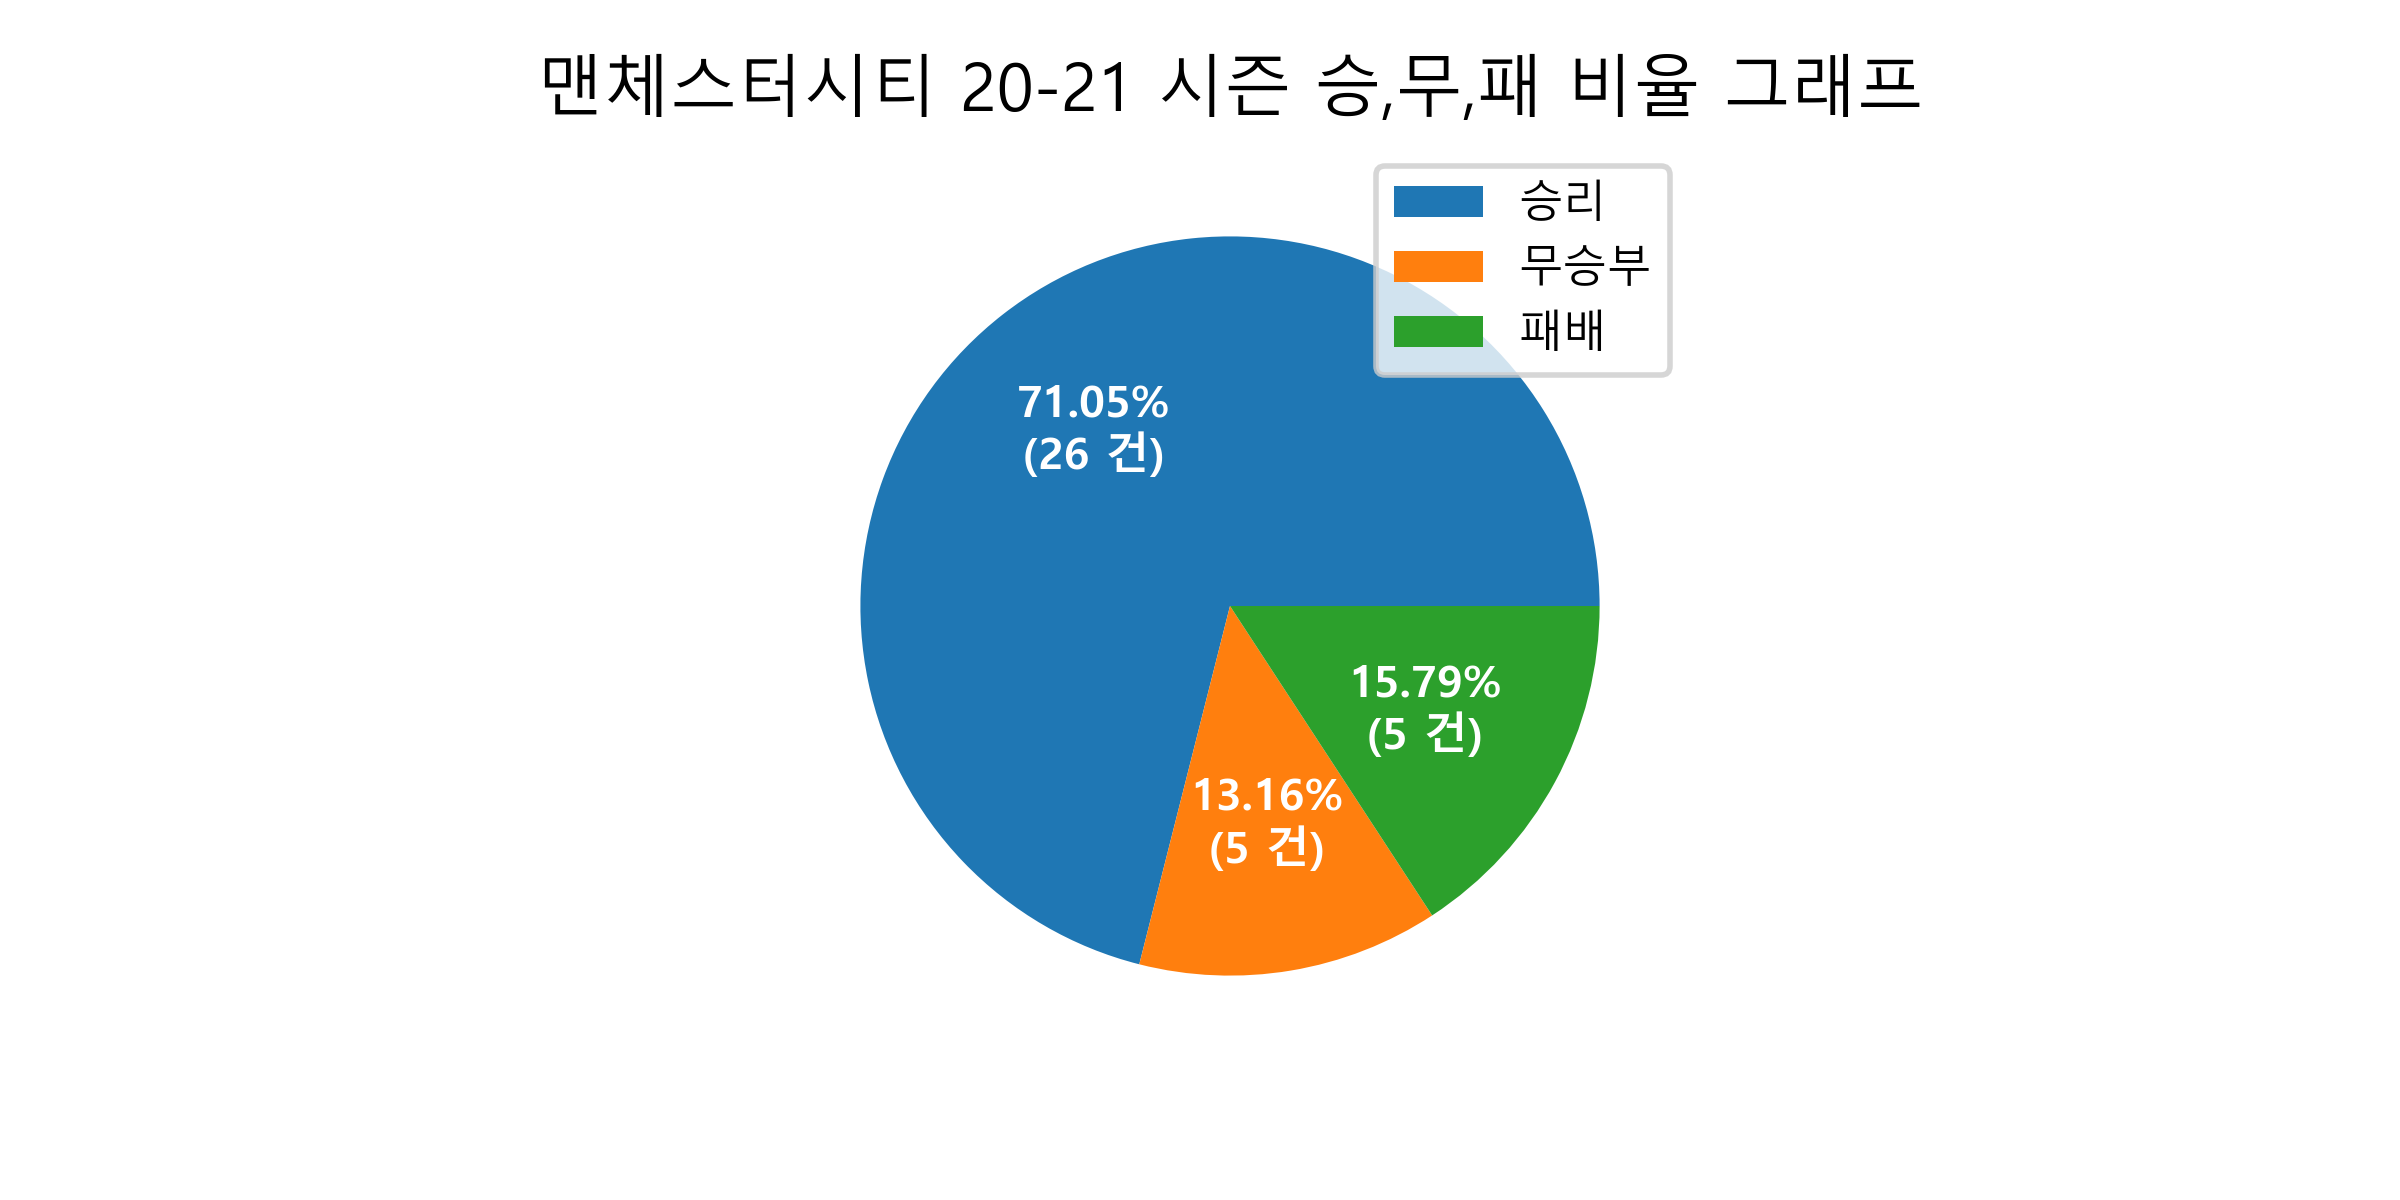 맨체스터시티 20-21 시즌 승,무,패 비율 그래프
승리
무승부
패배
71.05%
(26 건)
15.79%
(5 건)
13.16%
(5 건)